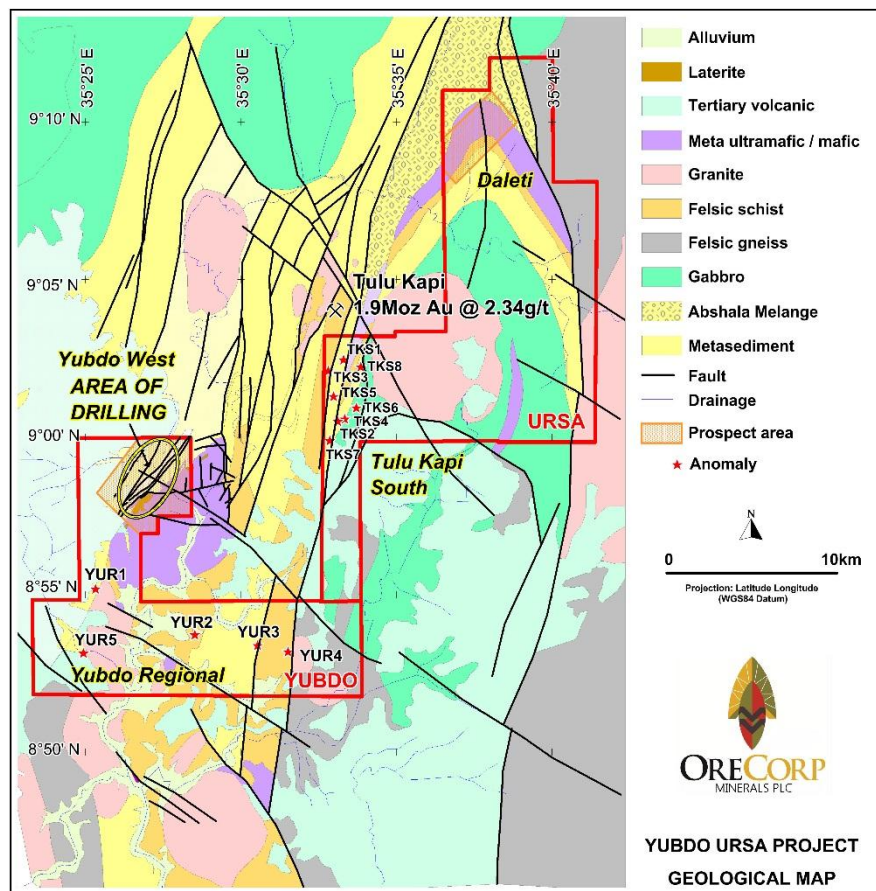 35°25' E
35°30' E
35°35' E
35°40' E
9°10' N
Daleti
9°05' N
Tulu Kapi
1.9Moz Au @ 2.34g/t
Yubdo West
AREA OF
DRILLING
TKS1
TKS8
TKS3
TKS5
TKS6
TKS4
TKS2
TKS7
9°00' N
URSA
Tulu Kapi
South
8°55' N
YUR1
YUR2
YUR3
YUR5
YUR4
Yubdo Regional
YUBDO
8°50' N
Alluvium
Laterite
Tertiary volcanic
Meta ultramafic / mafic
Granite
Felsic schist
Felsic gneiss
Gabbro
Abshala Melange
Metasediment
Fault
Drainage
Prospect area
Anomaly
N
0 10km
Projection: Latitude Longitude
(WGS84 Datum)
ORECORP
MINERALS PLC
YUBDO URSA PROJECT
GEOLOGICAL MAP